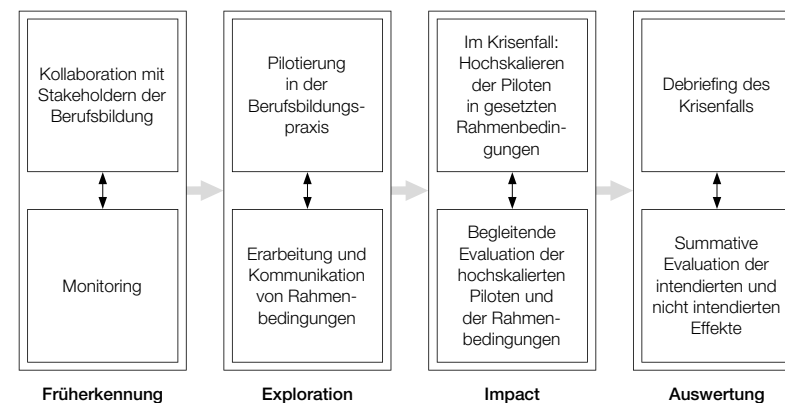 Kollaboration mit
Stakeholdern der
Berufsbildung
Monitoring
Früherkennung
Pilotierung
in der
Berufsbildungs-
praxis
Erarbeitung und
Kommunikation
von Rahmen-
bedingungen
Exploration
Im Krisenfall:
Hochskalieren
der Piloten
in gesetzten
Rahmenbedin-
gungen
Begleitende
Evaluation der
hochskalierten
Piloten und
der Rahmen-
bedingungen
Impact
Debriefing des
Krisenfalls
Summative
Evaluation der
intendierten und
nicht intendierten
Effekte
Auswertung